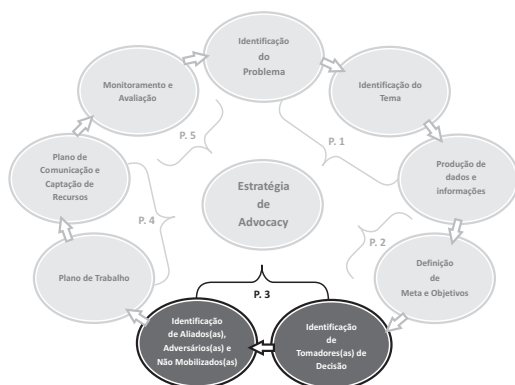 Identificação
do
Problema
Identificação do
Tema
P. 1
Produção de
dados e
informações
P. 2
Definição
de
Meta e Objetivos
Identificação
de
Tomadores(as) de
Decisão
P. 3
Identificação
de Aliados(as),
Adversários(as) e
Não Mobilizados(as)
Plano de Trabalho
P. 4
Plano de
Comunicação e
Captação de
Recursos
Monitoramento e
Avaliação
P. 5
Estratégia
de
Advocacy